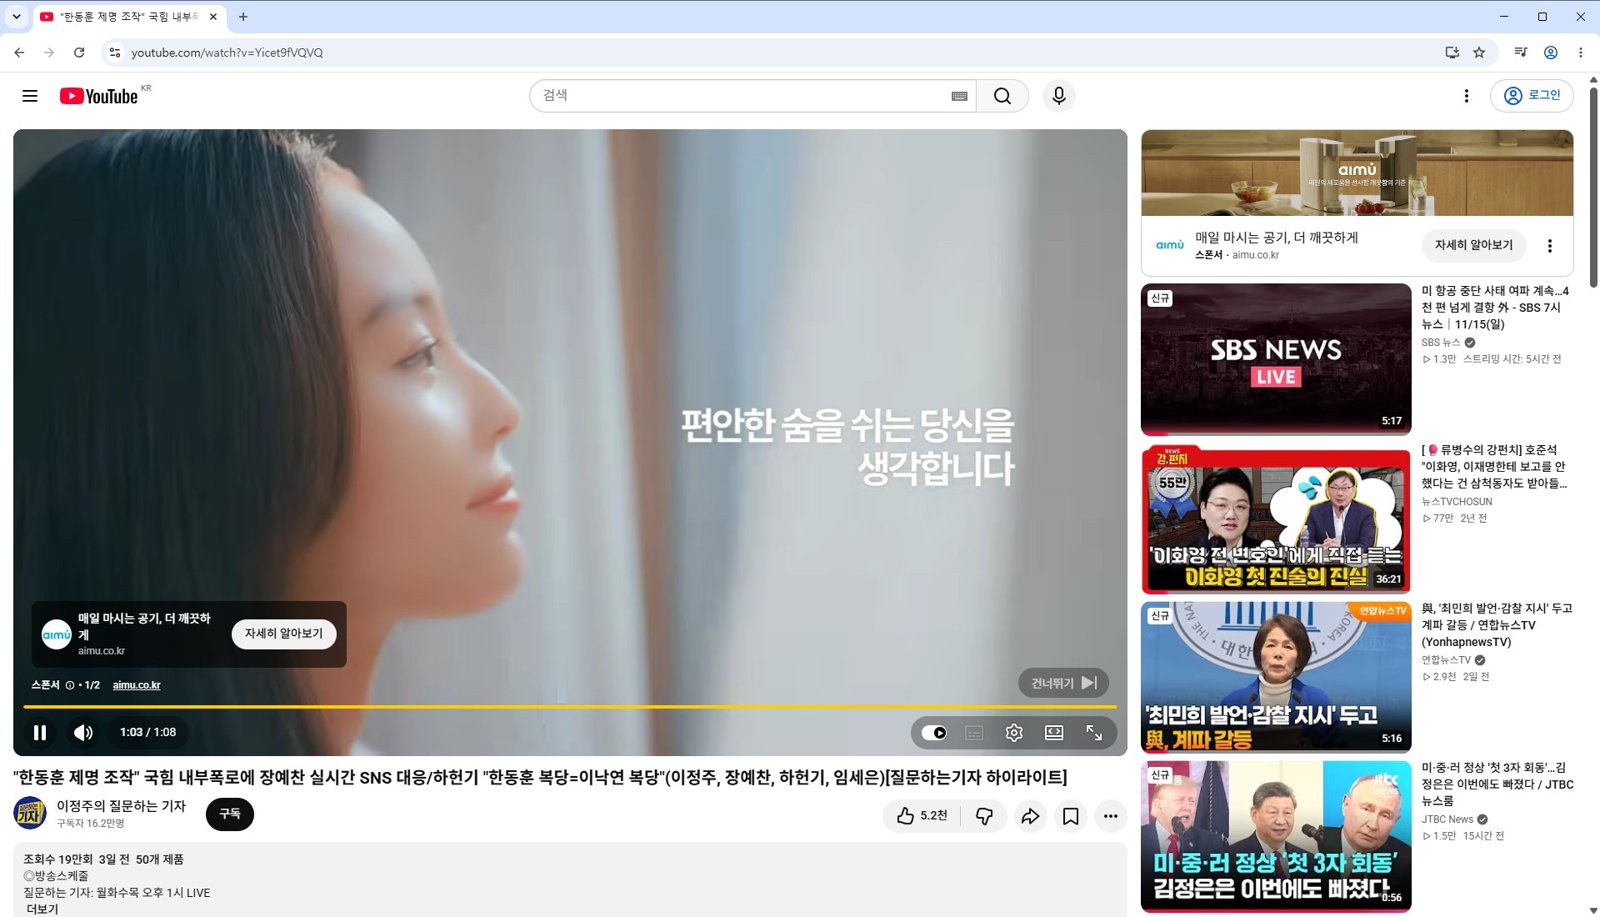 "한동훈 제명 조작" 국힘 내부폭
youtube.com/watch?v=Yicet9fVQVQ
YouTube KR
검색
로그인
편안한 숨을 쉬는 당신을
생각합니다
aimu
매일 마시는 공기, 더 깨끗하
게
aimu.co.kr
자세히 알아보기
스폰서 · 1/2 aimu.co.kr
건너뛰기
1:03 / 1:08
"한동훈 제명 조작" 국힘 내부폭로에 장예찬 실시간 SNS 대응/하헌기 "한동훈 복당=이낙연 복당"(이정주, 장예찬, 하헌기, 임세은)[질문하는기자 하이라이트]
질문하는
기자
이정주의 질문하는 기자
구독자 16.2만명
구독
5.2천
조회수 19만회 3일 전 50개 제품
◎방송스케줄
질문하는 기자: 월화수목 오후 1시 LIVE
더보기
aimu
aimu
매일 마시는 공기, 더 깨끗하게
스폰서 · aimu.co.kr
자세히 알아보기
신규
SBS NEWS
LIVE
5:17
미 항공 중단 사태 여파 계속…4
천 편 넘게 결항 外 - SBS 7시
뉴스｜11/15(일)
SBS 뉴스
1.3만 스트리밍 시간: 5시간 전
NEWS
강펀치
55만
'이화영 전 변호인'에게 직접 듣는
이화영 첫 진술의 진실
36:21
[🥊류병수의 강펀치] 호준석
"이화영, 이재명한테 보고를 안
했다는 건 삼척동자도 받아들...
뉴스TVCHOSUN
77만 2년 전
신규
연합뉴스TV
'최민희 발언·감찰 지시' 두고
與, 계파 갈등
5:16
與, '최민희 발언·감찰 지시' 두고
계파 갈등 / 연합뉴스TV
(YonhapnewsTV)
연합뉴스TV
2.9천 2일 전
신규
jtbc
news
미·중·러 정상 '첫 3자 회동'
김정은은 이번에도 빠졌다
0:56
미·중·러 정상 '첫 3자 회동'…김
정은은 이번에도 빠졌다 / JTBC
뉴스룸
JTBC News
1.5만 15시간 전